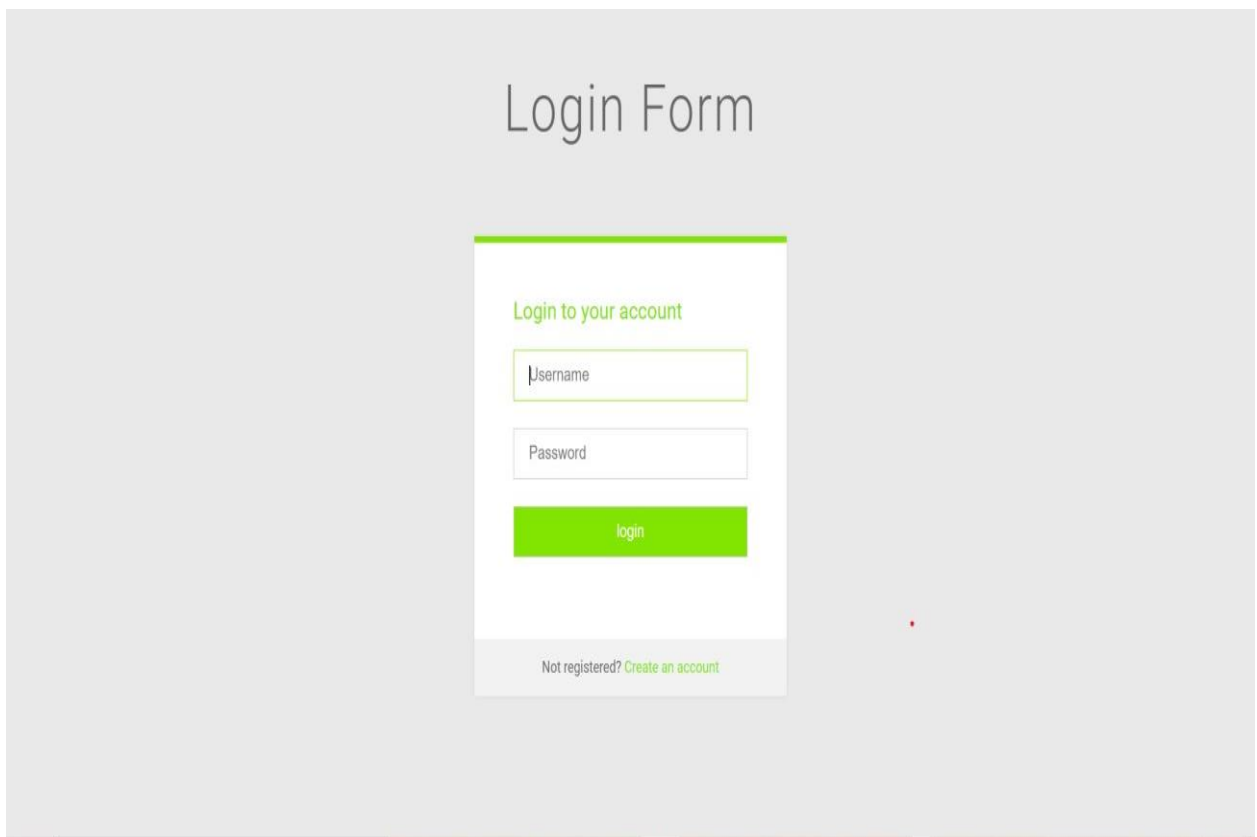 Login Form
Login to your account
Username
Password
login
Not registered? Create an account